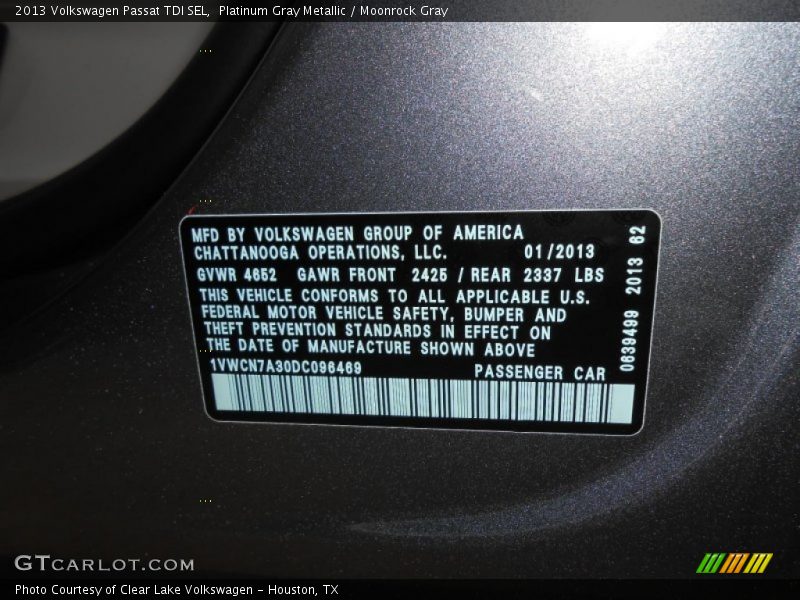 2013 Volkswagen Passat TDI SEL,  Platinum Gray Metallic / Moonrock Gray
MFD BY VOLKSWAGEN GROUP OF AMERICA
CHATTANOOGA OPERATIONS, LLC. 01/2013
GVWR 4652 GAWR FRONT 2425 / REAR 2337 LBS
THIS VEHICLE CONFORMS TO ALL APPLICABLE U.S.
FEDERAL MOTOR VEHICLE SAFETY, BUMPER AND
THEFT PREVENTION STANDARDS IN EFFECT ON
THE DATE OF MANUFACTURE SHOWN ABOVE
1VWCN7A30DC096469 PASSENGER CAR
0639499 2013 62
GTCARLOT.COM
Photo Courtesy of Clear Lake Volkswagen - Houston, TX